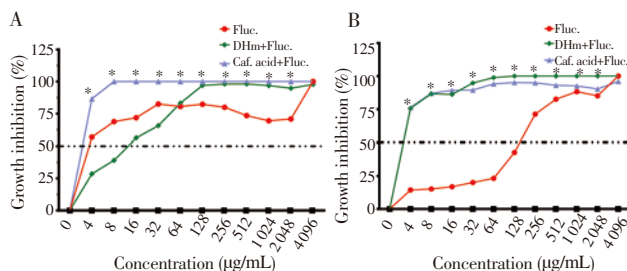 A
Fluc.
DHm+Fluc.
Caf. acid+Fluc.
Growth inhibition (%)
125
100
75
50
25
0
* * * * * * * * * * *
0 4 8 16 32 64 128 256 512 1 024 2 048 4 096
Concentration (μg/mL)
B
Fluc.
DHm+Fluc.
Caf. acid+Fluc.
Growth inhibition (%)
125
100
75
50
25
0
* * * * * * * * * * *
0 4 8 16 32 64 128 256 512 1 024 2 048 4 096
Concentration (μg/mL)